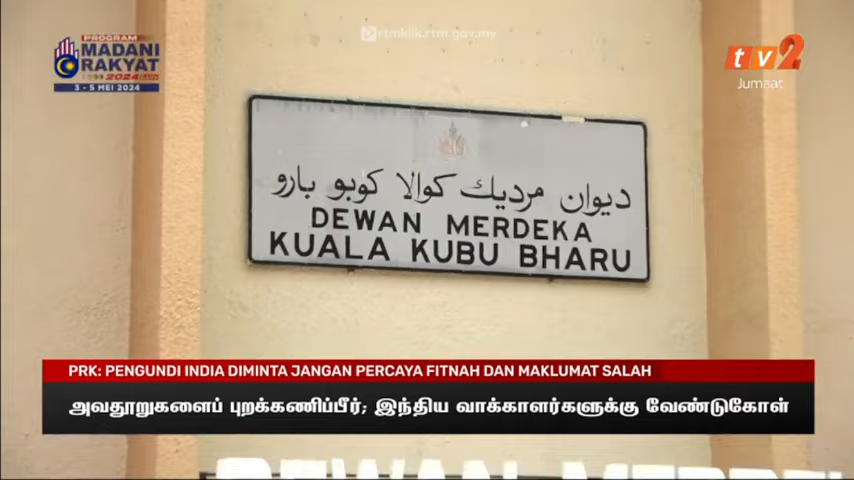 PROGRAM
MADANI
RAKYAT
2024
3 - 5 MEI 2024
rtmklik.rtm.gov.my
tv2
Jumaat
ديوان مرديك كوالا كوبو بارو
DEWAN MERDEKA
KUALA KUBU BHARU
PRK: PENGUNDI INDIA DIMINTA JANGAN PERCAYA FITNAH DAN MAKLUMAT SALAH
அவதூறுகளைப் புறக்கணிப்பீர்; இந்திய வாக்காளர்களுக்கு வேண்டுகோள்
DEWAN